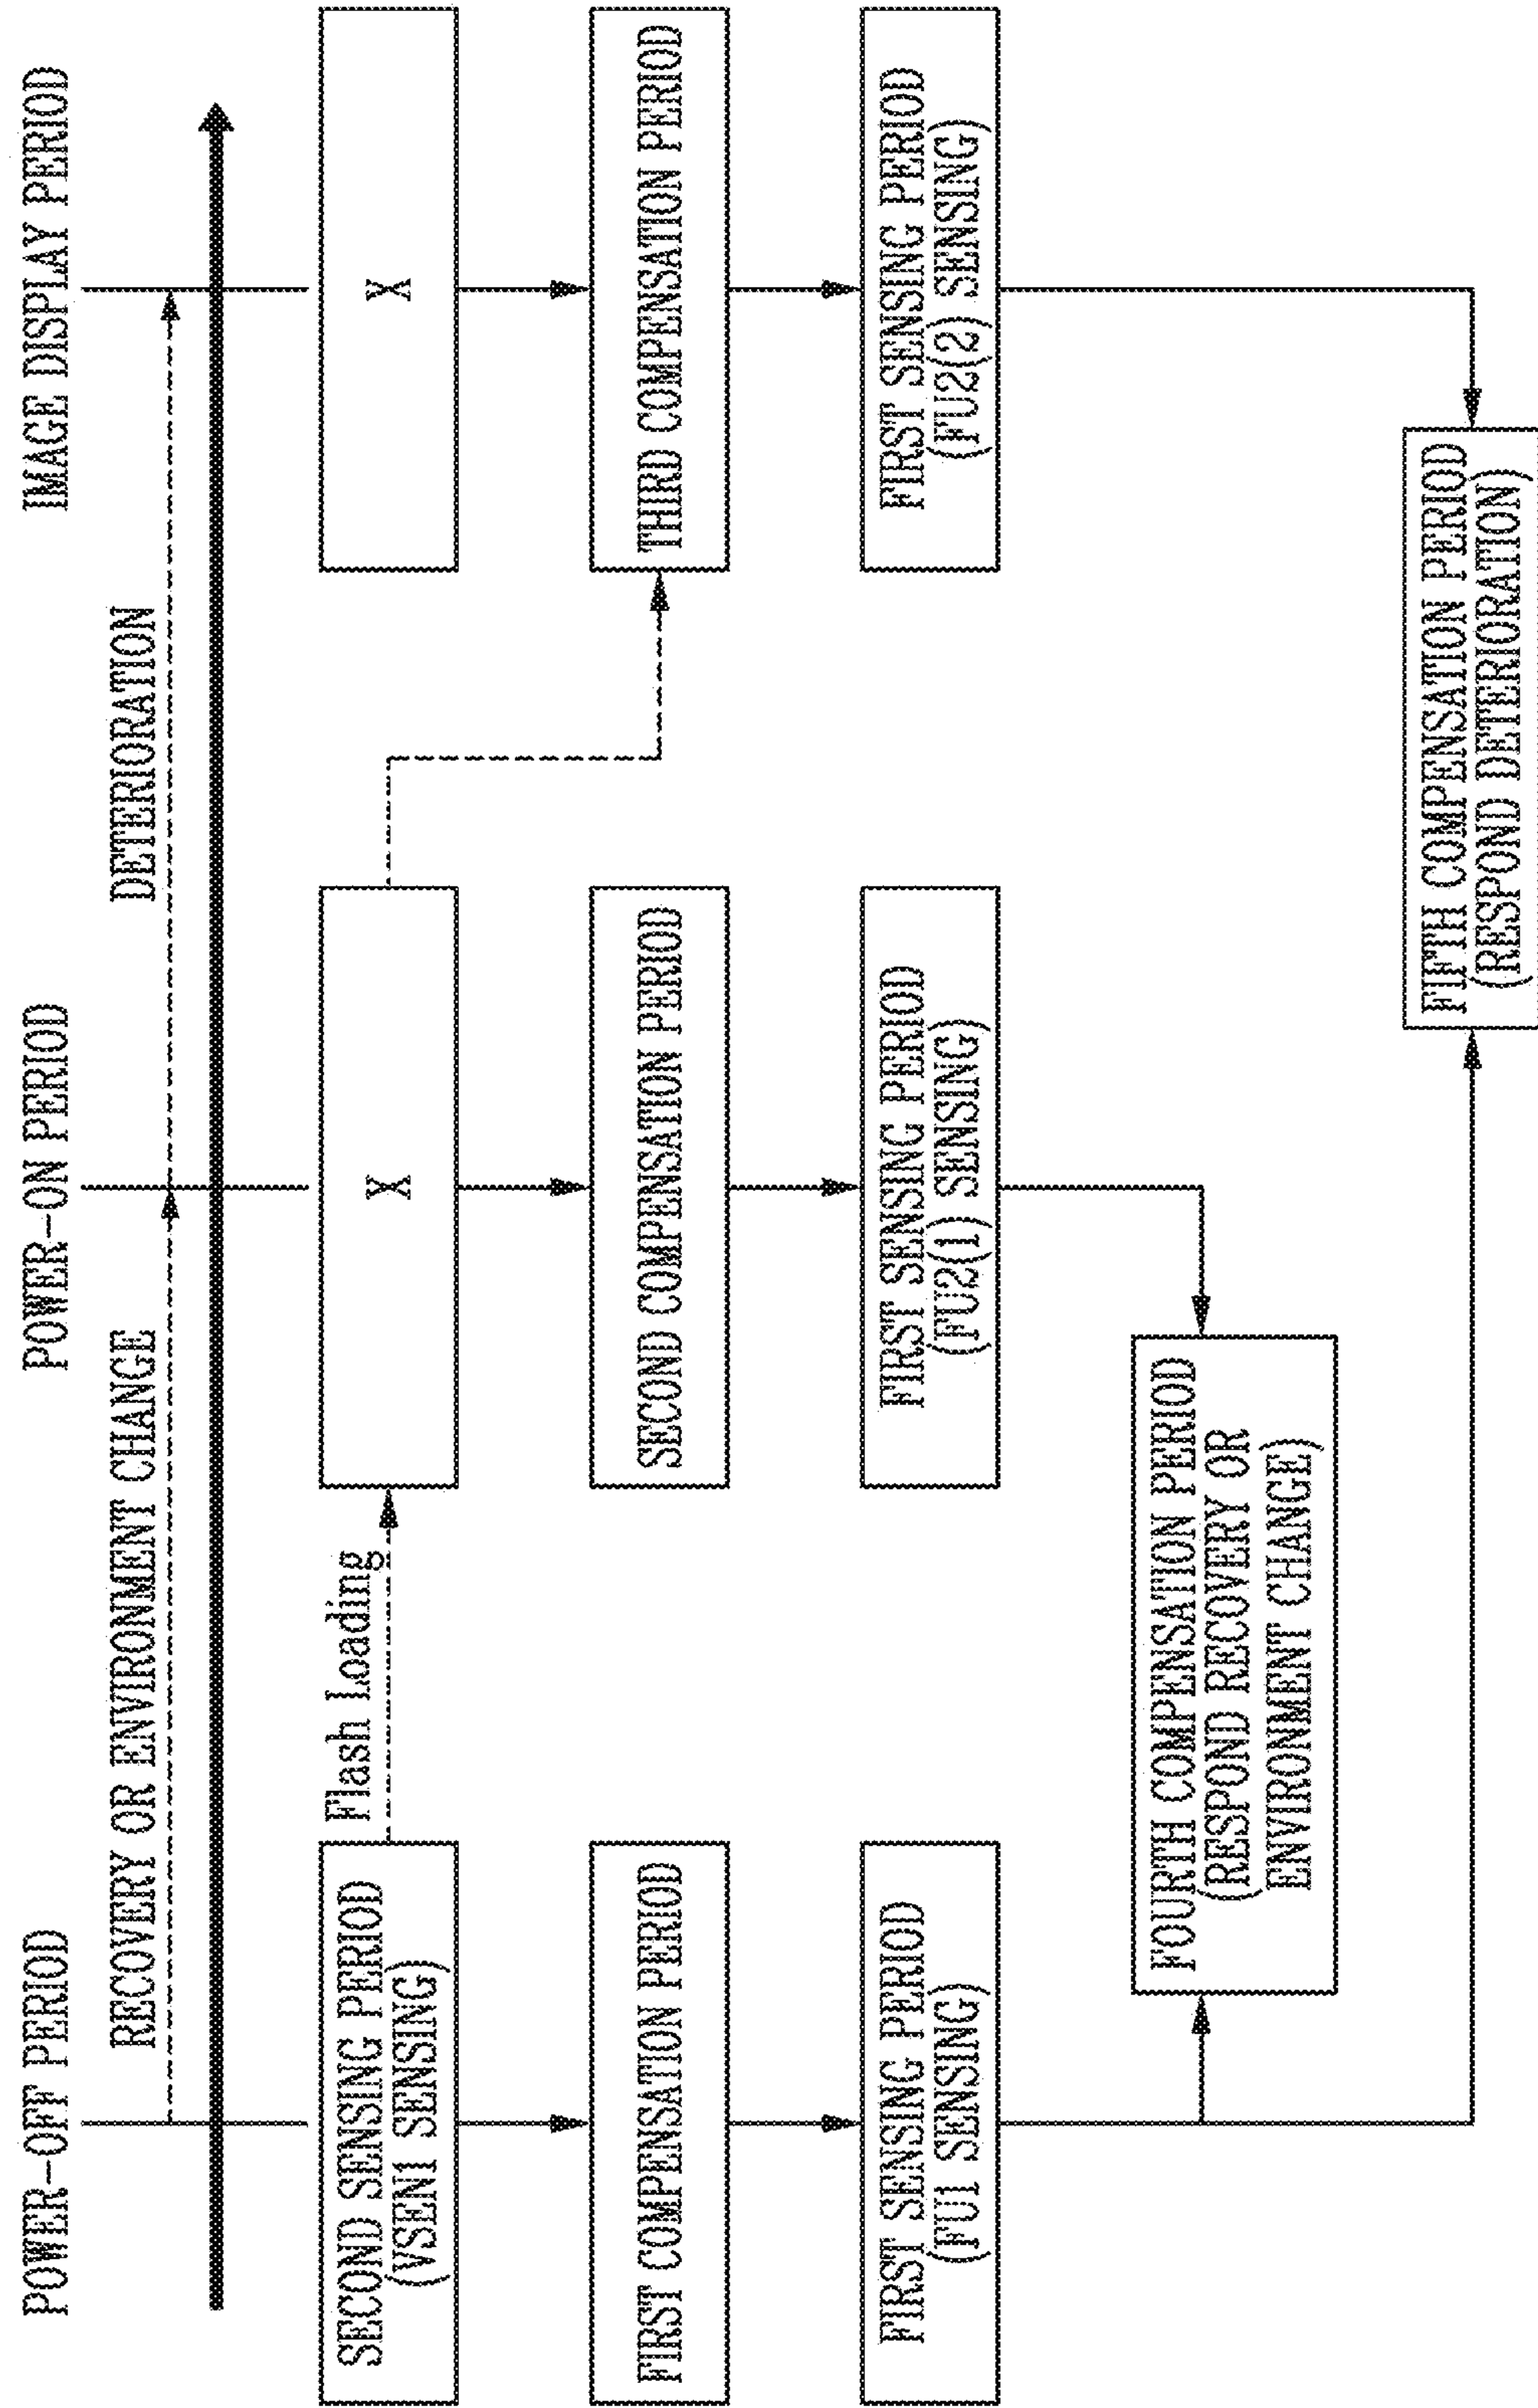 POWER-OFF PERIOD
POWER-ON PERIOD
IMAGE DISPLAY PERIOD
RECOVERY OR ENVIRONMENT CHANGE
DETERIORATION
SECOND SENSING PERIOD
(VSEN1 SENSING)
Flash Loading
X
X
FIRST COMPENSATION PERIOD
SECOND COMPENSATION PERIOD
THIRD COMPENSATION PERIOD
FIRST SENSING PERIOD
(FU1 SENSING)
FIRST SENSING PERIOD
(FU2(1) SENSING)
FIRST SENSING PERIOD
(FU2(2) SENSING)
FOURTH COMPENSATION PERIOD
(RESPOND RECOVERY OR
ENVIRONMENT CHANGE)
FIFTH COMPENSATION PERIOD
(RESPOND DETERIORATION)